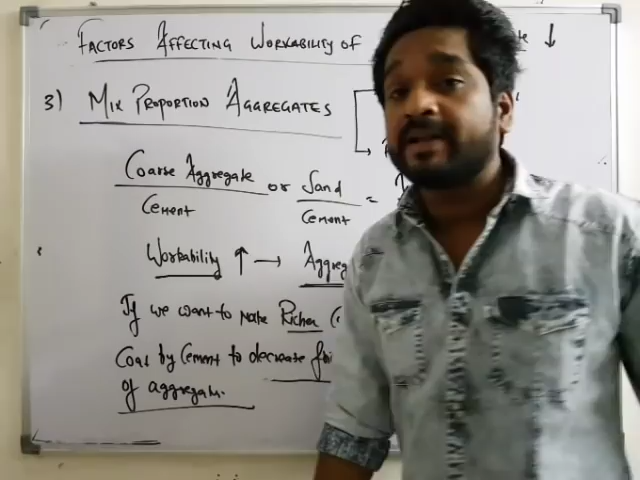 FACTORS AFFECTING WORKABILITY OF
3) MIX PROPORTION AGGREGATES
Coarse Aggregate or Sand =
Cement Cement
Workability ↑ →
If we want to make Richer
Coat by Cement to decrease
of aggregate.